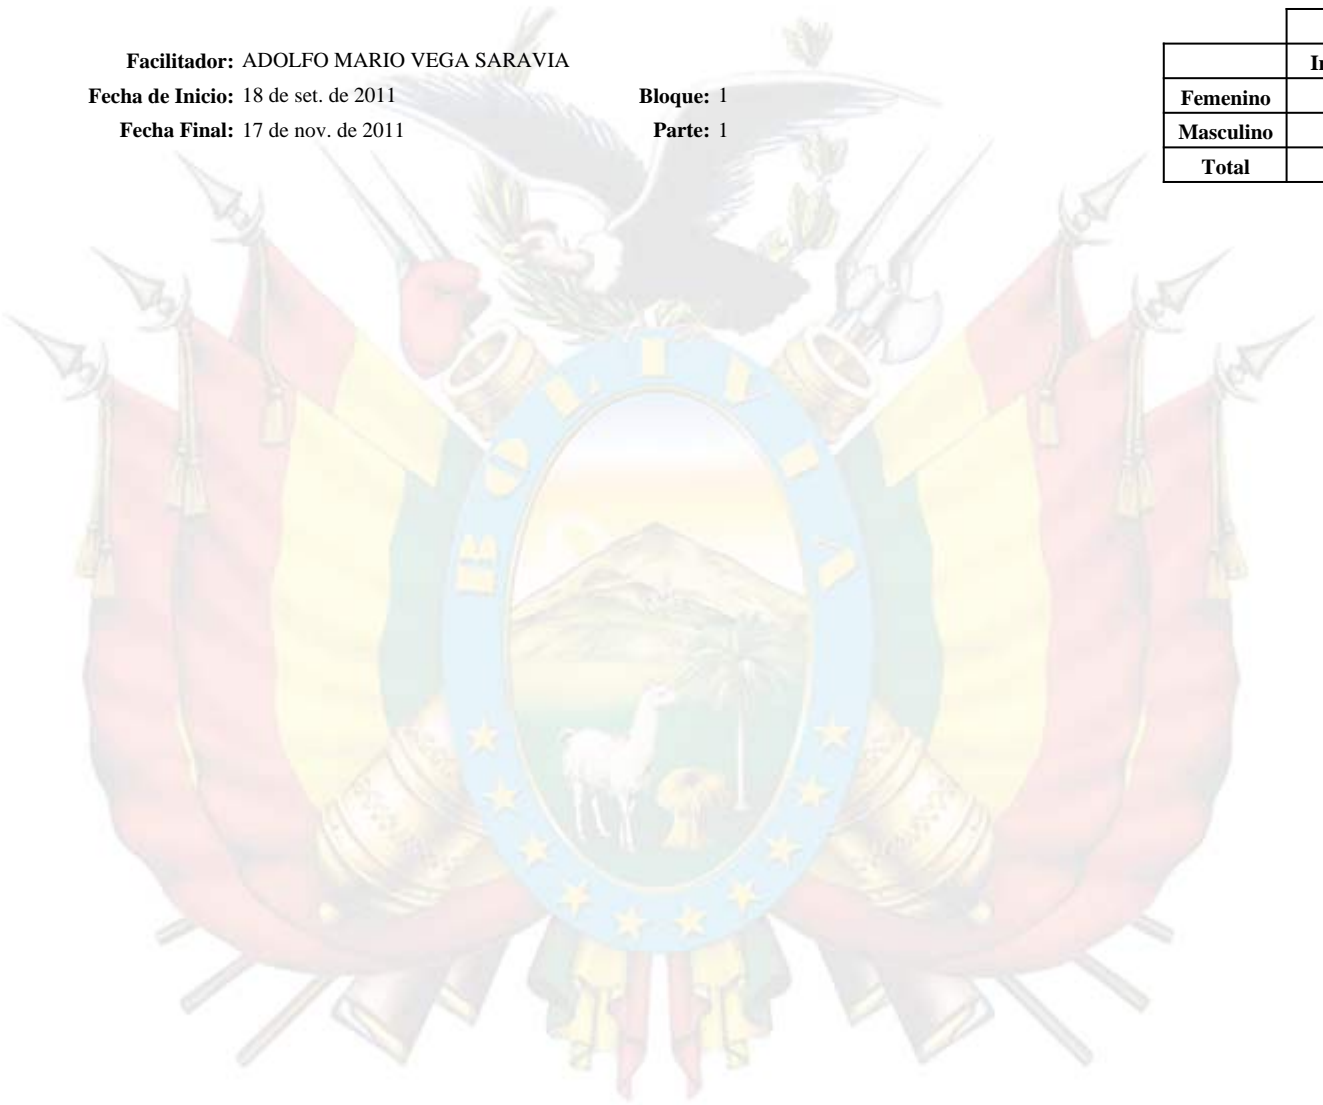 Facilitador: ADOLFO MARIO VEGA SARAVIA
Fecha de Inicio: 18 de set. de 2011 Bloque: 1
Fecha Final: 17 de nov. de 2011 Parte: 1
Femenino
Masculino
Total
BOLIVIA